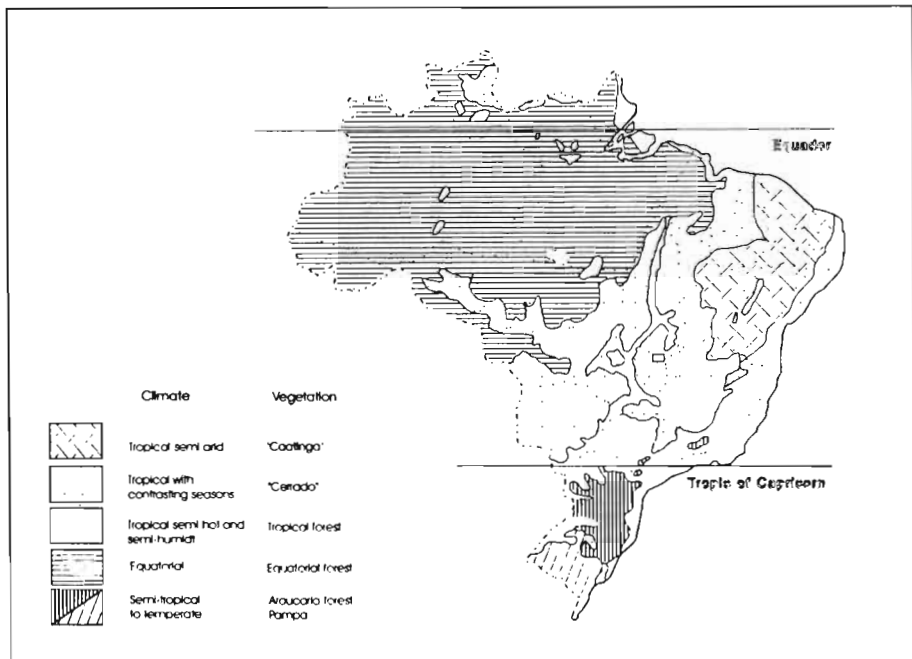 Equador
Climate Vegetation
Tropical semi arid "Caatinga"
Tropical with
contrasting seasons "Cerrado"
Tropic of Capricorn
Tropical semi hot and
semi-humidt Tropical forest
Equatorial Equatorial forest
Semi-tropical
to temperate Araucaria forest
Pampa